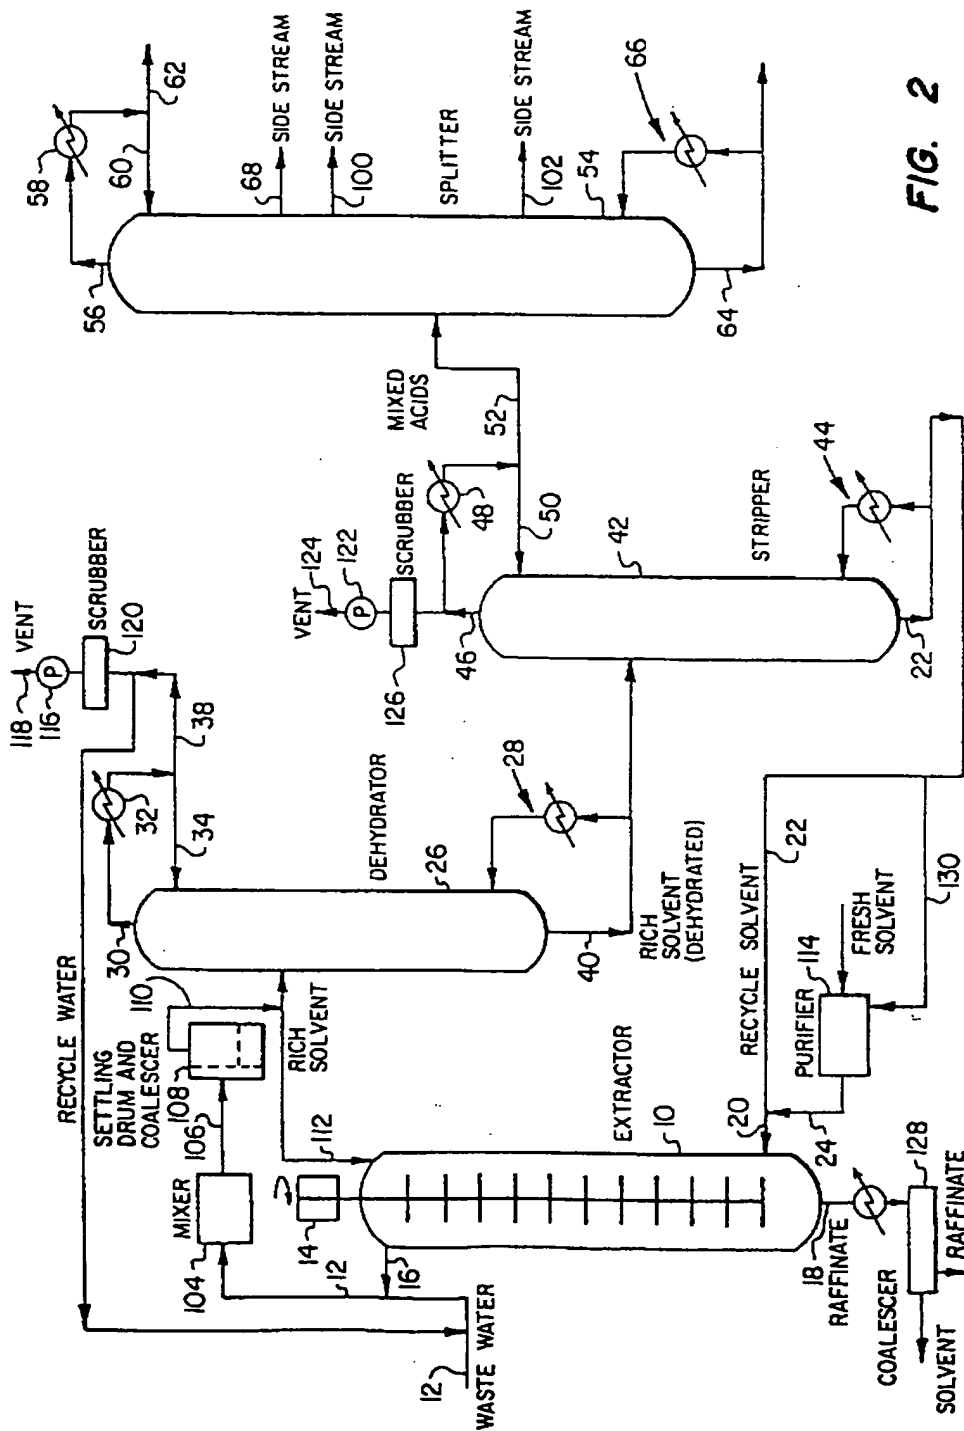 FIG. 2
58
62
60
56
68
SIDE STREAM
100
SIDE STREAM
SPLITTER
102
SIDE STREAM
54
66
64
MIXED
ACIDS
52
118
VENT
116
P
SCRUBBER
120
38
32
34
30
DEHYDRATOR
26
28
40
RICH
SOLVENT
(DEHYDRATED)
VENT
124
P
122
SCRUBBER
126
48
46
50
42
STRIPPER
44
22
RECYCLE WATER
SETTLING
DRUM AND
COALESCER
108
110
106
MIXER
104
RICH
SOLVENT
112
14
12
16
12
WASTE WATER
EXTRACTOR
10
20
RECYCLE SOLVENT
22
24
PURIFIER
114
FRESH
SOLVENT
130
18
RAFFINATE
COALESCER
128
SOLVENT
RAFFINATE